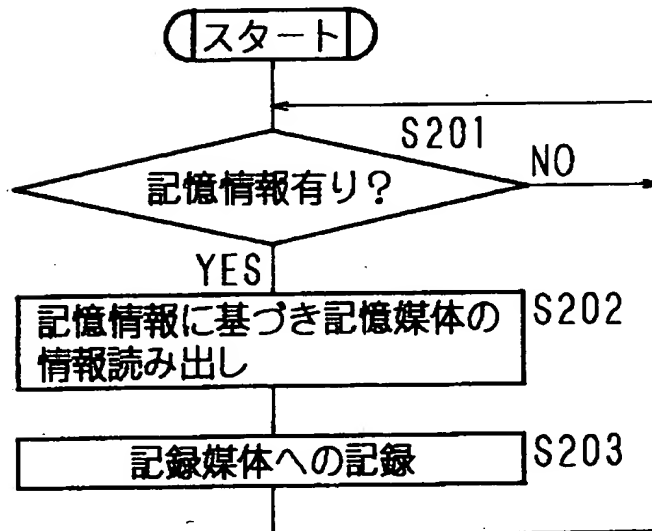 スタート
S201
記憶情報有り?
NO
YES
記憶情報に基づき記憶媒体の
情報読み出し
S202
記録媒体への記録
S203